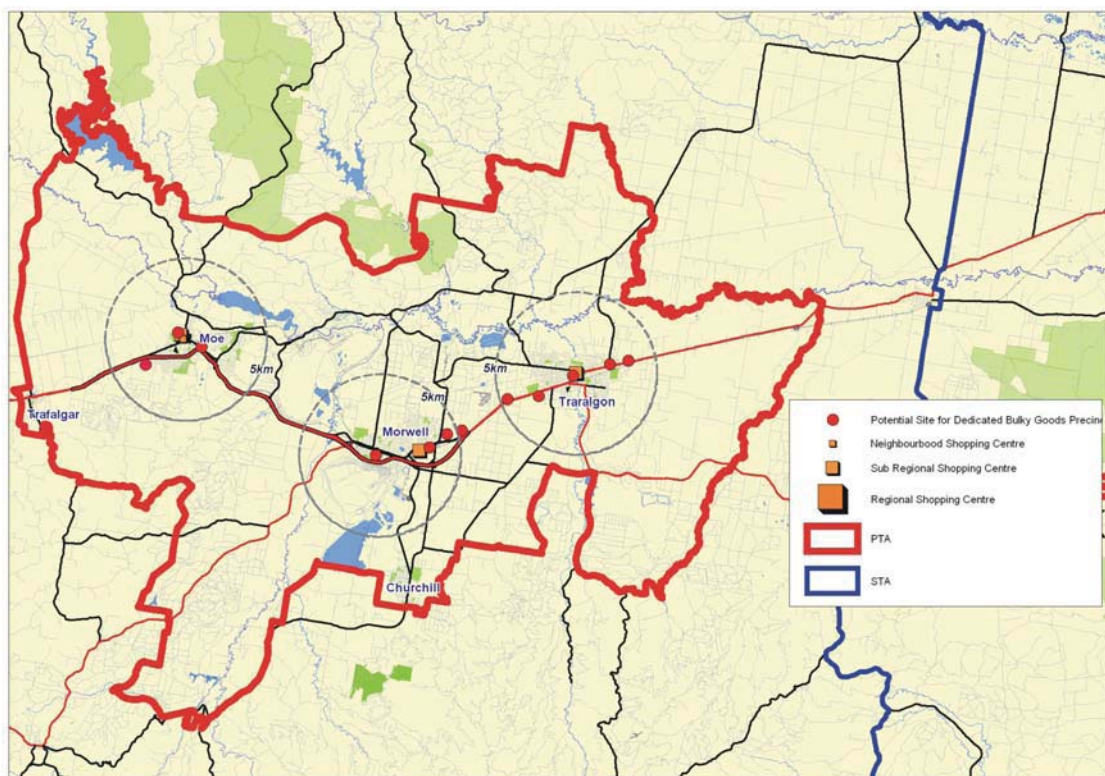 Moe
5km
Trafalgar
5km
5km
Morwell
Traralgon
Churchill
Potential Site for Dedicated Bulky Goods Precinc
Neighbourhood Shopping Centre
Sub Regional Shopping Centre
Regional Shopping Centre
PTA
STA